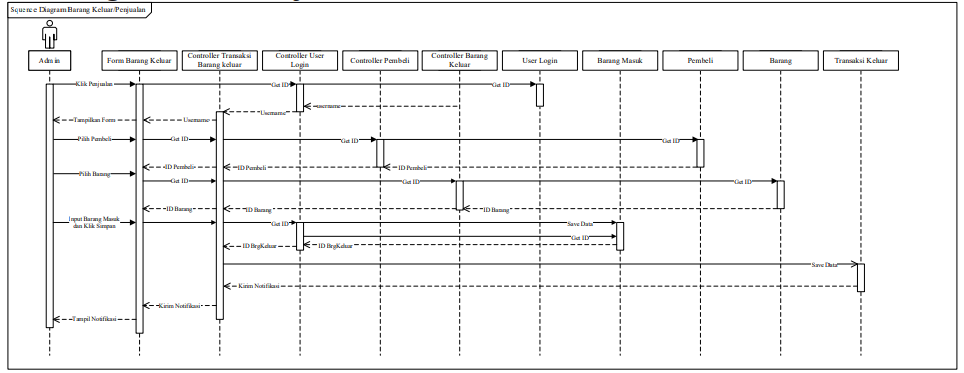 Squence Diagram Barang Keluar/Penjualan
Admin
Form Barang Keluar
Controller Transaksi
Barang keluar
Controller User
Login
Controller Pembeli
Controller Barang
Keluar
User Login
Barang Masuk
Pembeli
Barang
Transaksi Keluar
Klik Penjualan
Get ID
Get ID
username
Username
Tampilkan Form
Username
Pilih Pembeli
Get ID
Get ID
Get ID
ID Pembeli
ID Pembeli
ID Pembeli
Pilih Barang
Get ID
Get ID
Get ID
ID Barang
ID Barang
ID Barang
Input Barang Masuk
dan Klik Simpan
Get ID
Save Data
Get ID
ID BrgKeluar
ID BrgKeluar
Save Data
Kirim Notifikasi
Kirim Notifikasi
Tampil Notifikasi